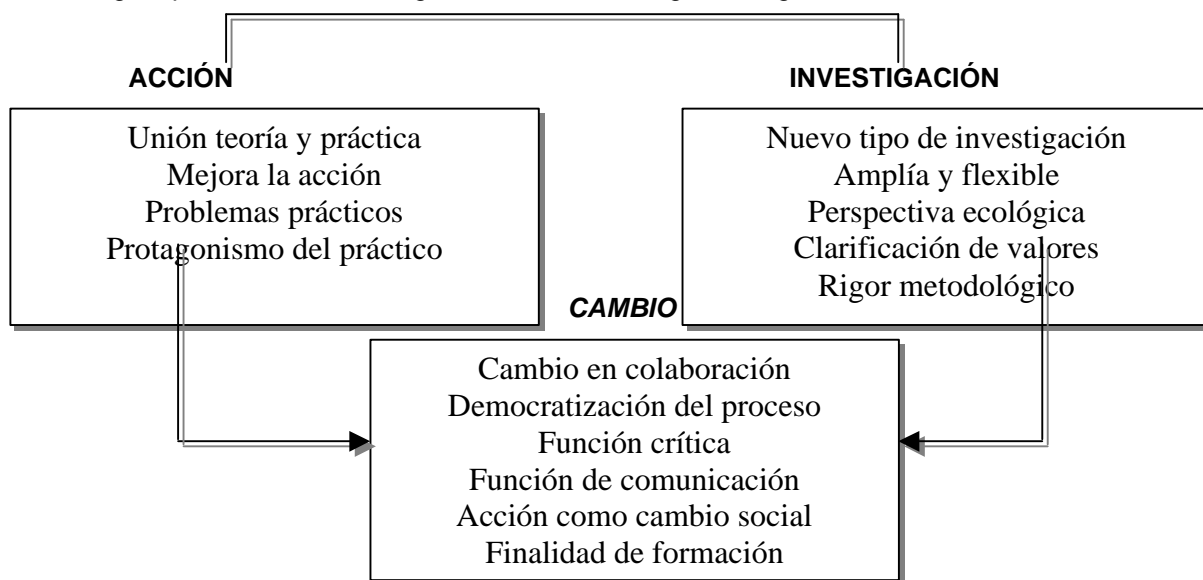 ACCIÓN
INVESTIGACIÓN
Unión teoría y práctica
Mejora la acción
Problemas prácticos
Protagonismo del práctico
Nuevo tipo de investigación
Amplía y flexible
Perspectiva ecológica
Clarificación de valores
Rigor metodológico
CAMBIO
Cambio en colaboración
Democratización del proceso
Función crítica
Función de comunicación
Acción como cambio social
Finalidad de formación